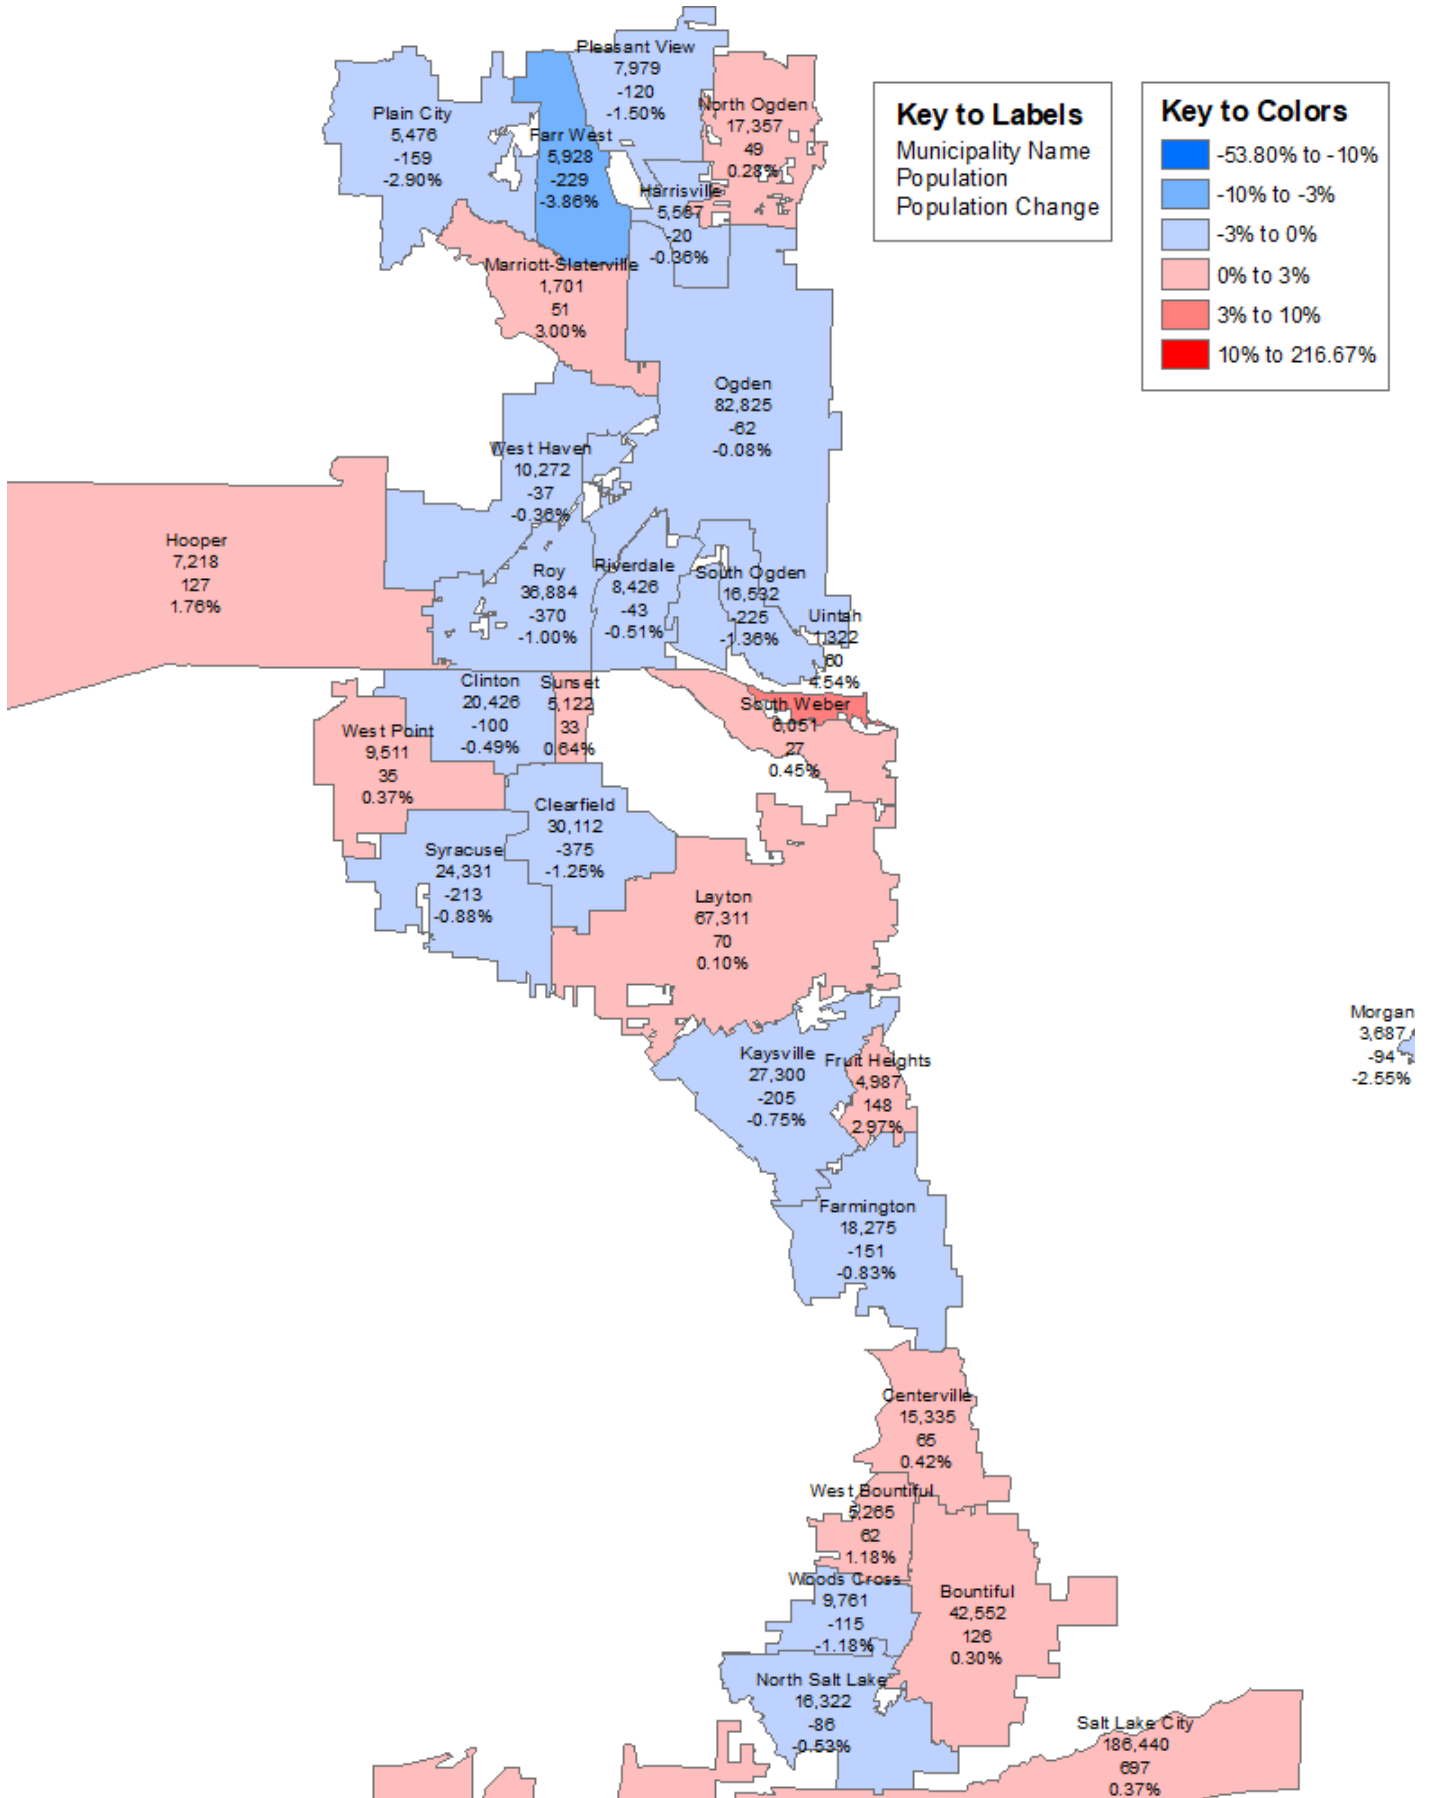 Pleasant View
7,979
-120
-1.50%
Plain City
5,476
-159
-2.90%
Farr West
5,928
-229
-3.86%
North Ogden
17,357
49
0.28%
Harrisville
5,567
-20
-0.36%
Key to Labels
Municipality Name
Population
Population Change
Key to Colors
-53.80% to -10%
-10% to -3%
-3% to 0%
0% to 3%
3% to 10%
10% to 216.67%
Marriott-Slaterville
1,701
51
3.00%
Ogden
82,825
-62
-0.08%
West Haven
10,272
-37
-0.36%
Hooper
7,218
127
1.76%
Roy
36,884
-370
-1.00%
Riverdale
8,426
-43
-0.51%
South Ogden
16,532
-225
-1.36%
Uintah
1,322
60
4.54%
Clinton
20,426
-100
-0.49%
Sunset
5,122
33
0.64%
South Weber
6,051
27
0.45%
West Point
9,511
35
0.37%
Clearfield
30,112
-375
-1.25%
Syracuse
24,331
-213
-0.88%
Layton
67,311
70
0.10%
Morgan
3,687
-94
-2.55%
Kaysville
27,300
-205
-0.75%
Fruit Heights
4,987
148
2.97%
Farmington
18,275
-151
-0.83%
Centerville
15,335
65
0.42%
West Bountiful
5,265
62
1.18%
Woods Cross
9,761
-115
-1.18%
Bountiful
42,552
126
0.30%
North Salt Lake
16,322
-86
-0.53%
Salt Lake City
186,440
697
0.37%